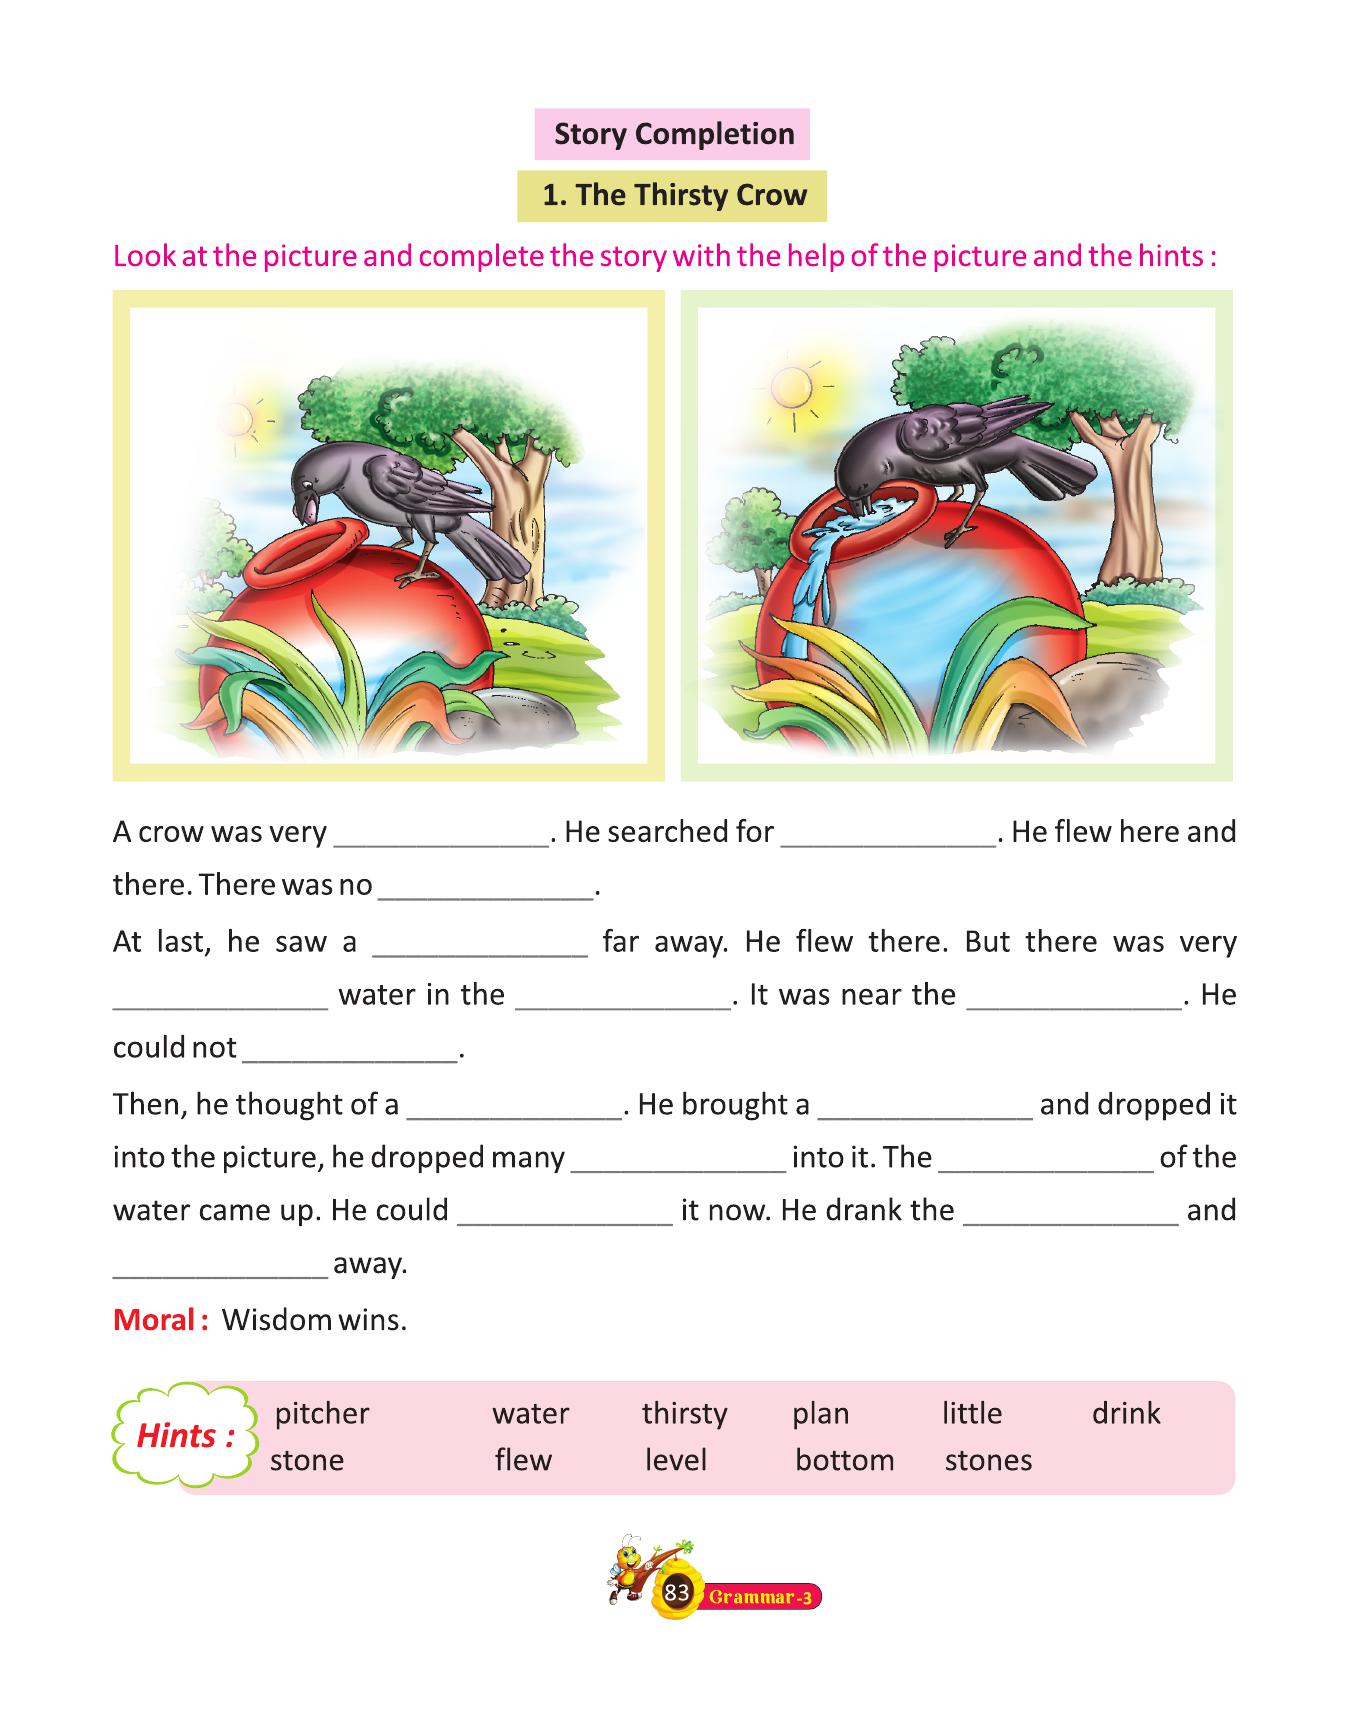 Story Completion
1. The Thirsty Crow
Look at the picture and complete the story with the help of the picture and the hints :
A crow was very _____________. He searched for _____________. He flew here and
there. There was no _____________.
At last, he saw a _____________ far away. He flew there. But there was very
_____________ water in the _____________. It was near the _____________. He
could not _____________.
Then, he thought of a _____________. He brought a _____________ and dropped it
into the picture, he dropped many _____________ into it. The _____________ of the
water came up. He could _____________ it now. He drank the _____________ and
_____________ away.
Moral : Wisdom wins.
Hints :
pitcher water thirsty plan little drink
stone flew level bottom stones
83 Grammar-3